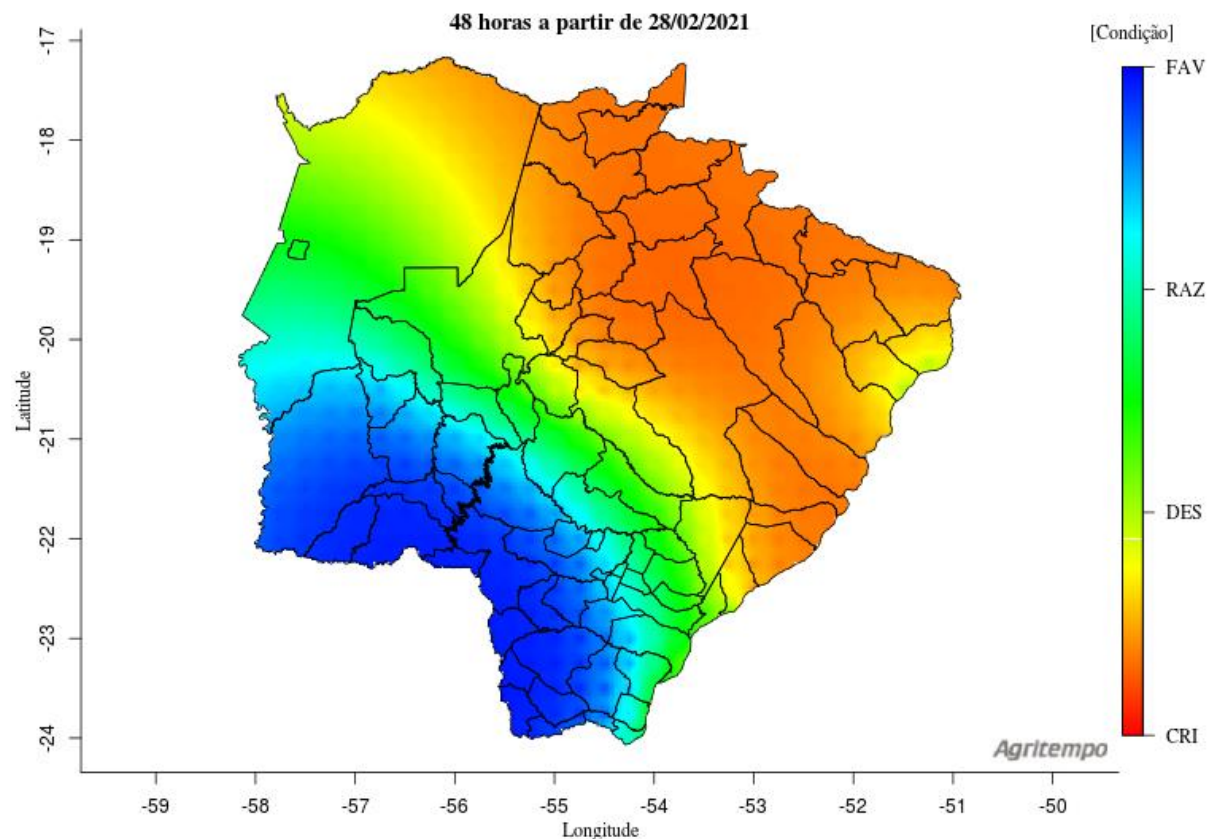 48 horas a partir de 28/02/2021
[Condição]
FAV
RAZ
DES
CRI
Latitude
-17
-18
-19
-20
-21
-22
-23
-24
Agritempo
-59
-58
-57
-56
-55
-54
-53
-52
-51
-50
Longitude